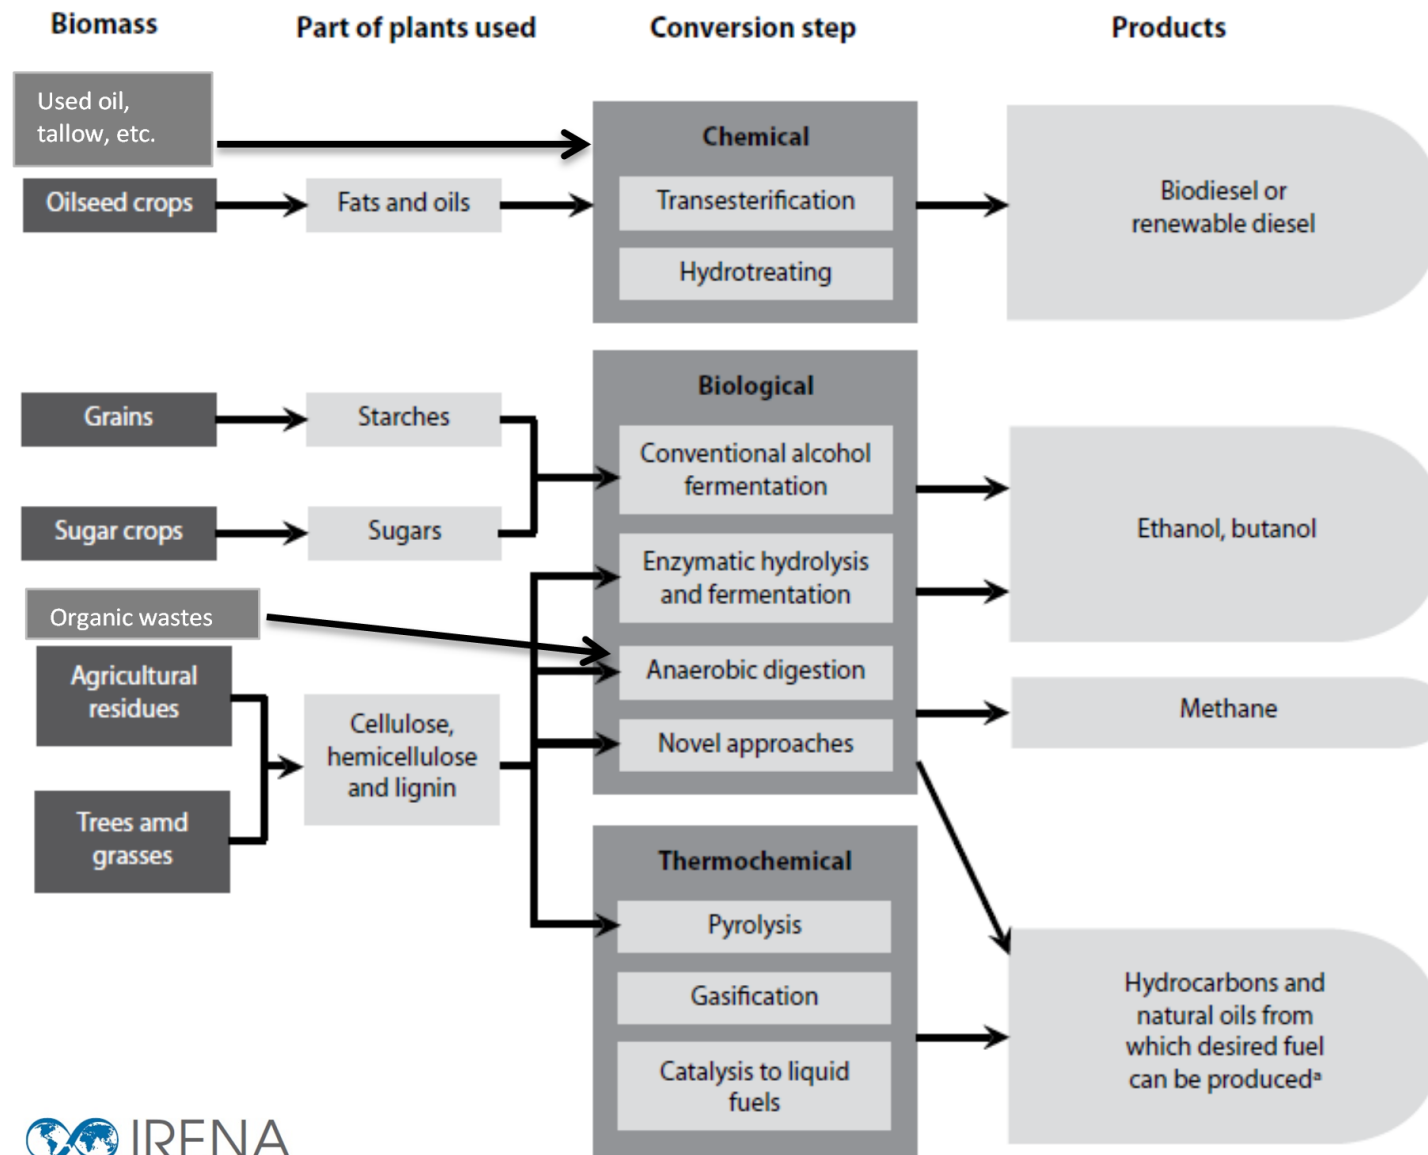 Biomass
Part of plants used
Conversion step
Products
Used oil,
tallow, etc.
Oilseed crops
Fats and oils
Chemical
Transesterification
Hydrotreating
Biodiesel or
renewable diesel
Grains
Starches
Sugar crops
Sugars
Biological
Conventional alcohol
fermentation
Enzymatic hydrolysis
and fermentation
Anaerobic digestion
Novel approaches
Ethanol, butanol
Organic wastes
Agricultural
residues
Trees amd
grasses
Cellulose,
hemicellulose
and lignin
Methane
Thermochemical
Pyrolysis
Gasification
Catalysis to liquid
fuels
Hydrocarbons and
natural oils from
which desired fuel
can be producedᵃ
IRENA